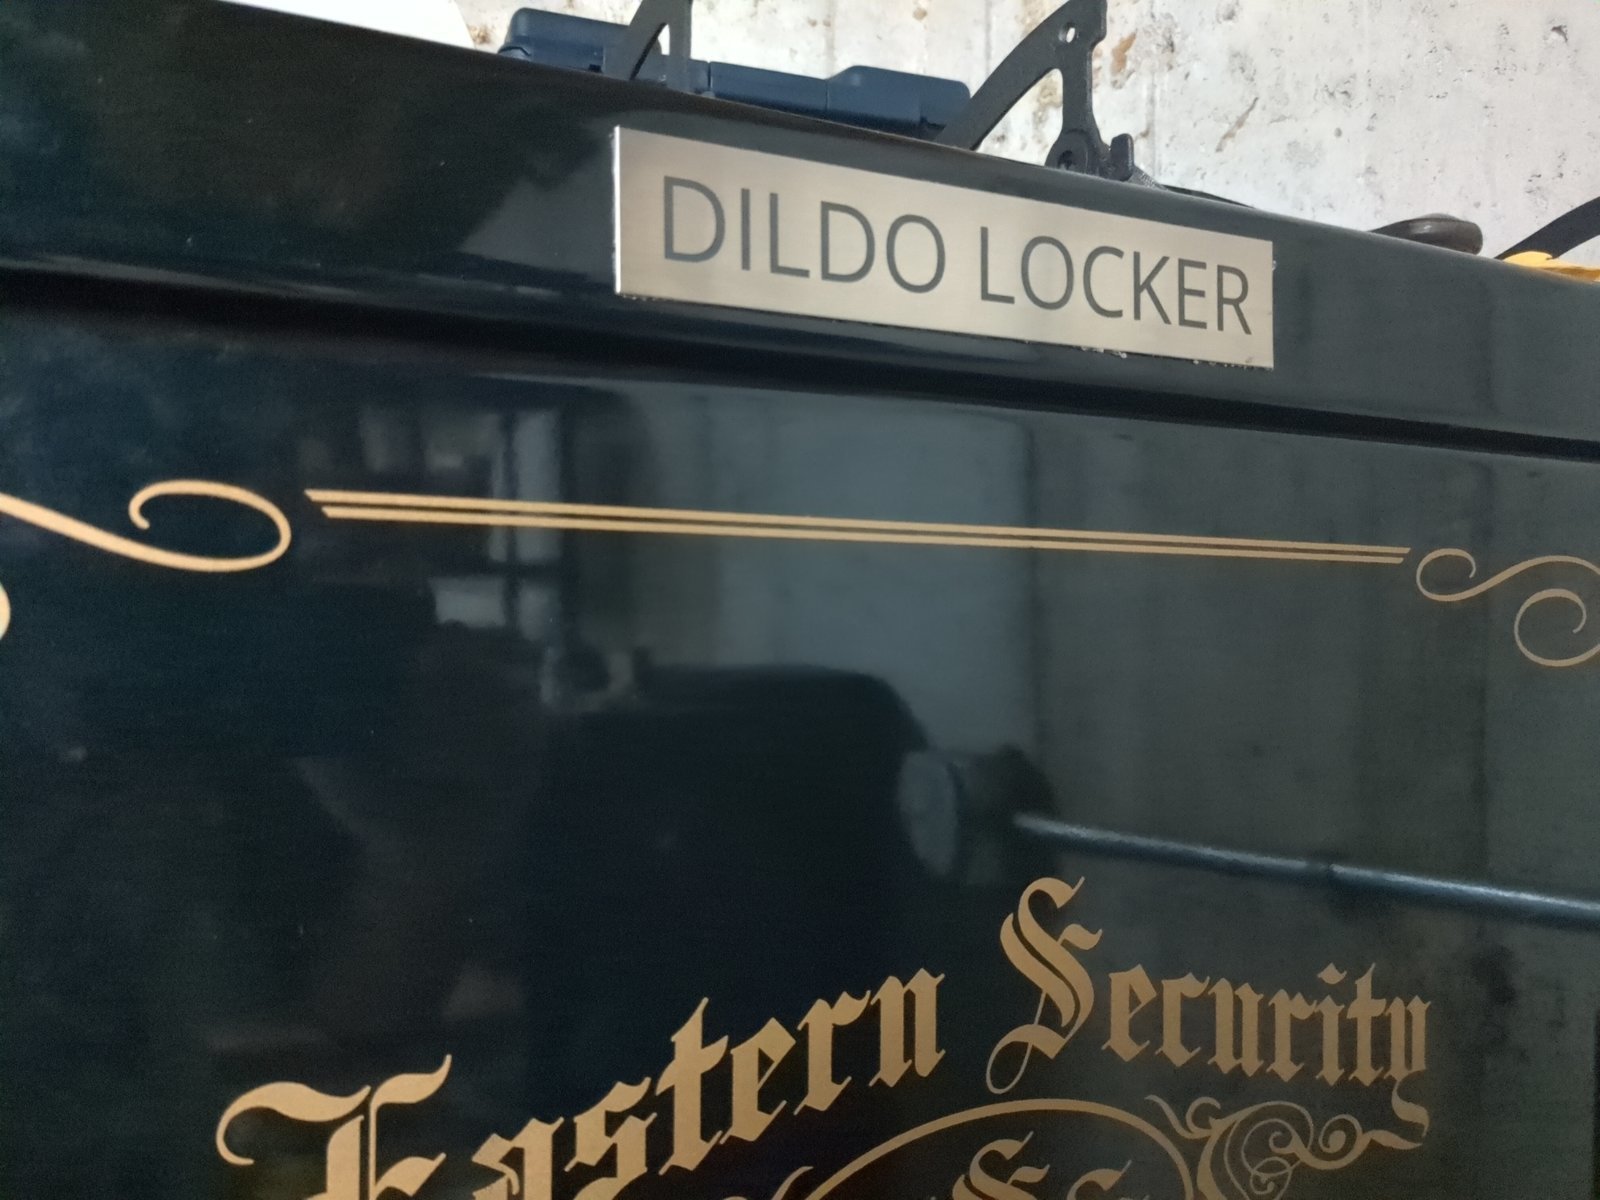 DILDO LOCKER
Eastern Security